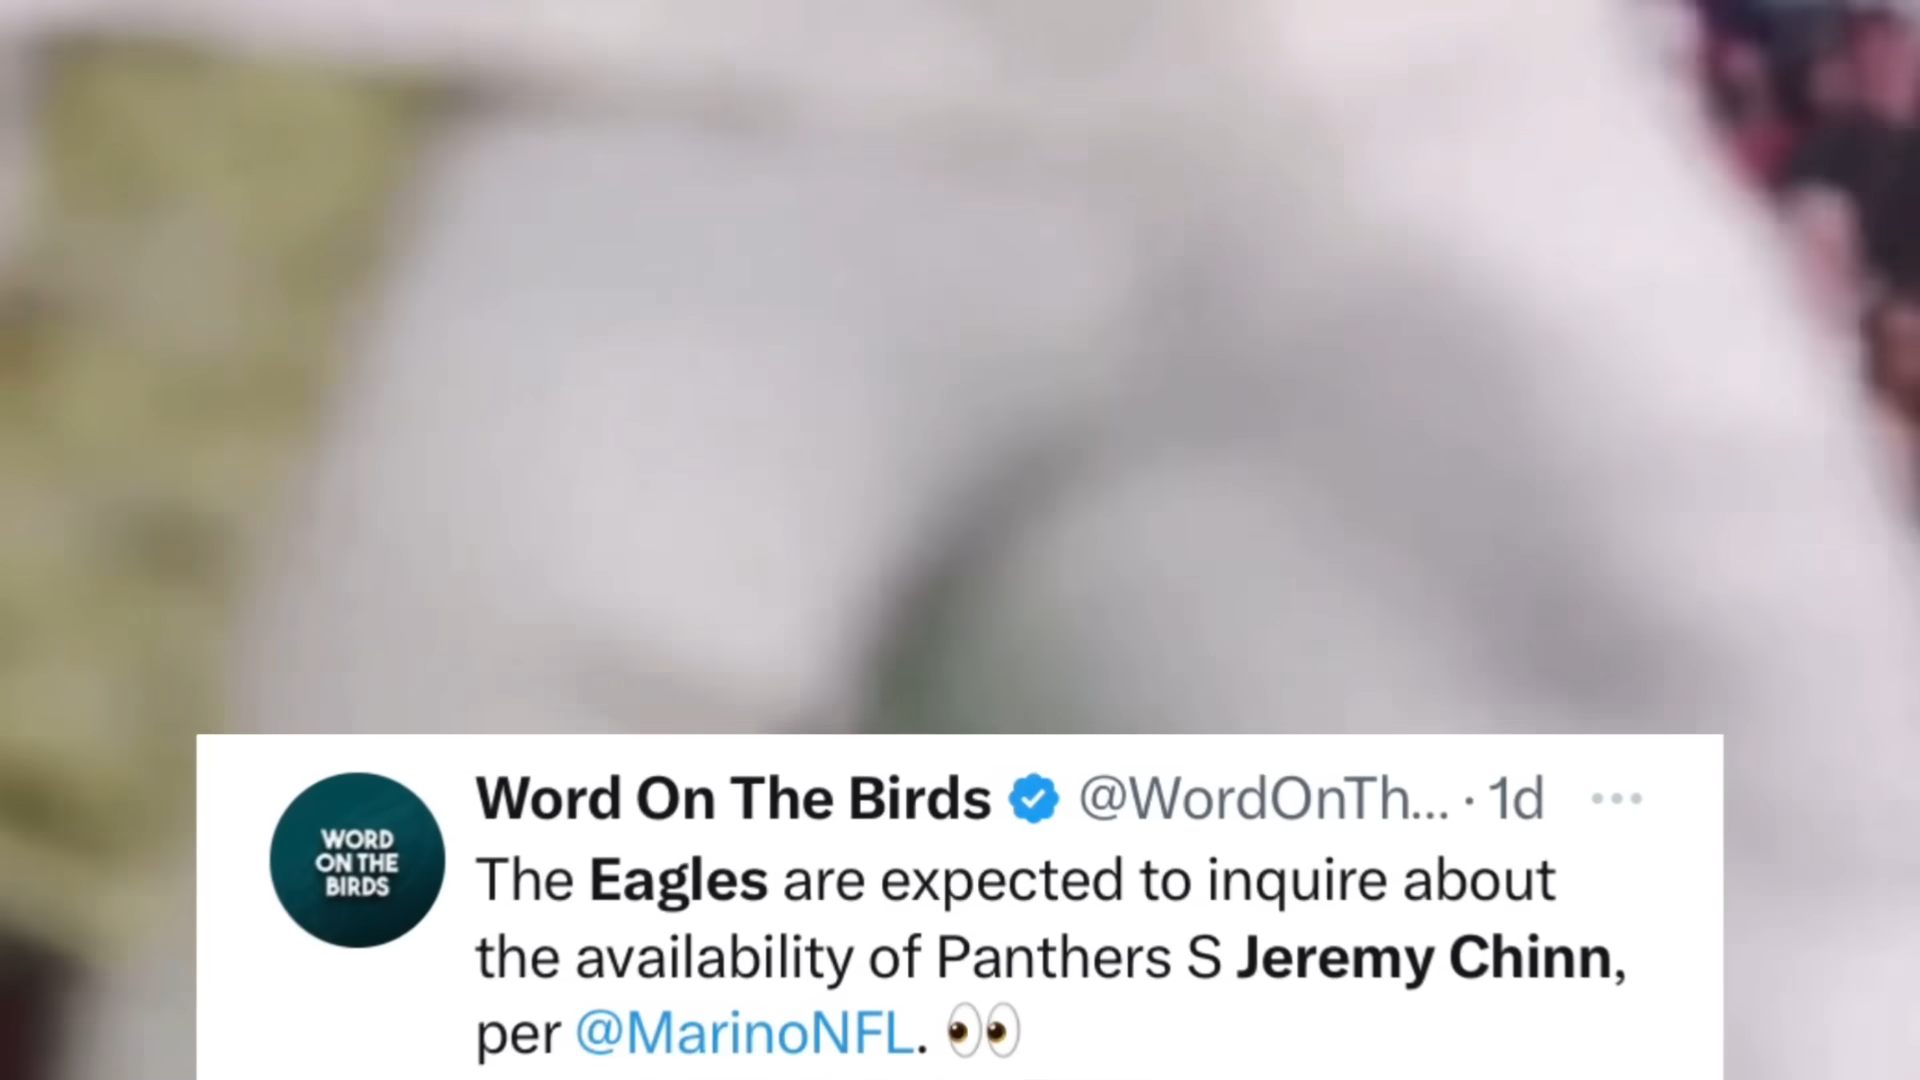 WORD
ON THE
BIRDS
Word On The Birds @WordOnTh... · 1d ...
The Eagles are expected to inquire about
the availability of Panthers S Jeremy Chinn,
per @MarinoNFL. 👀